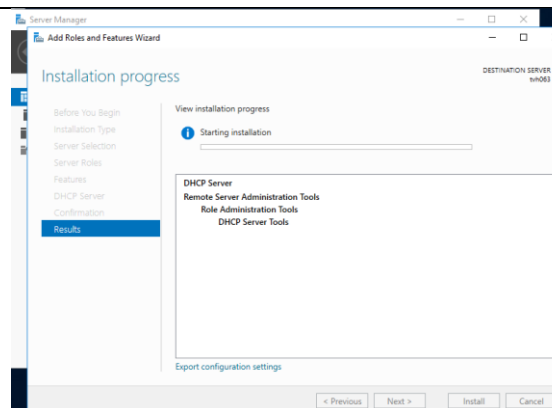 Server Manager
Add Roles and Features Wizard
Installation progress
DESTINATION SERVER
tvh063
Before You Begin
Installation Type
Server Selection
Server Roles
Features
DHCP Server
Confirmation
Results
View installation progress
Starting installation
DHCP Server
Remote Server Administration Tools
Role Administration Tools
DHCP Server Tools
Export configuration settings
< Previous
Next >
Install
Cancel